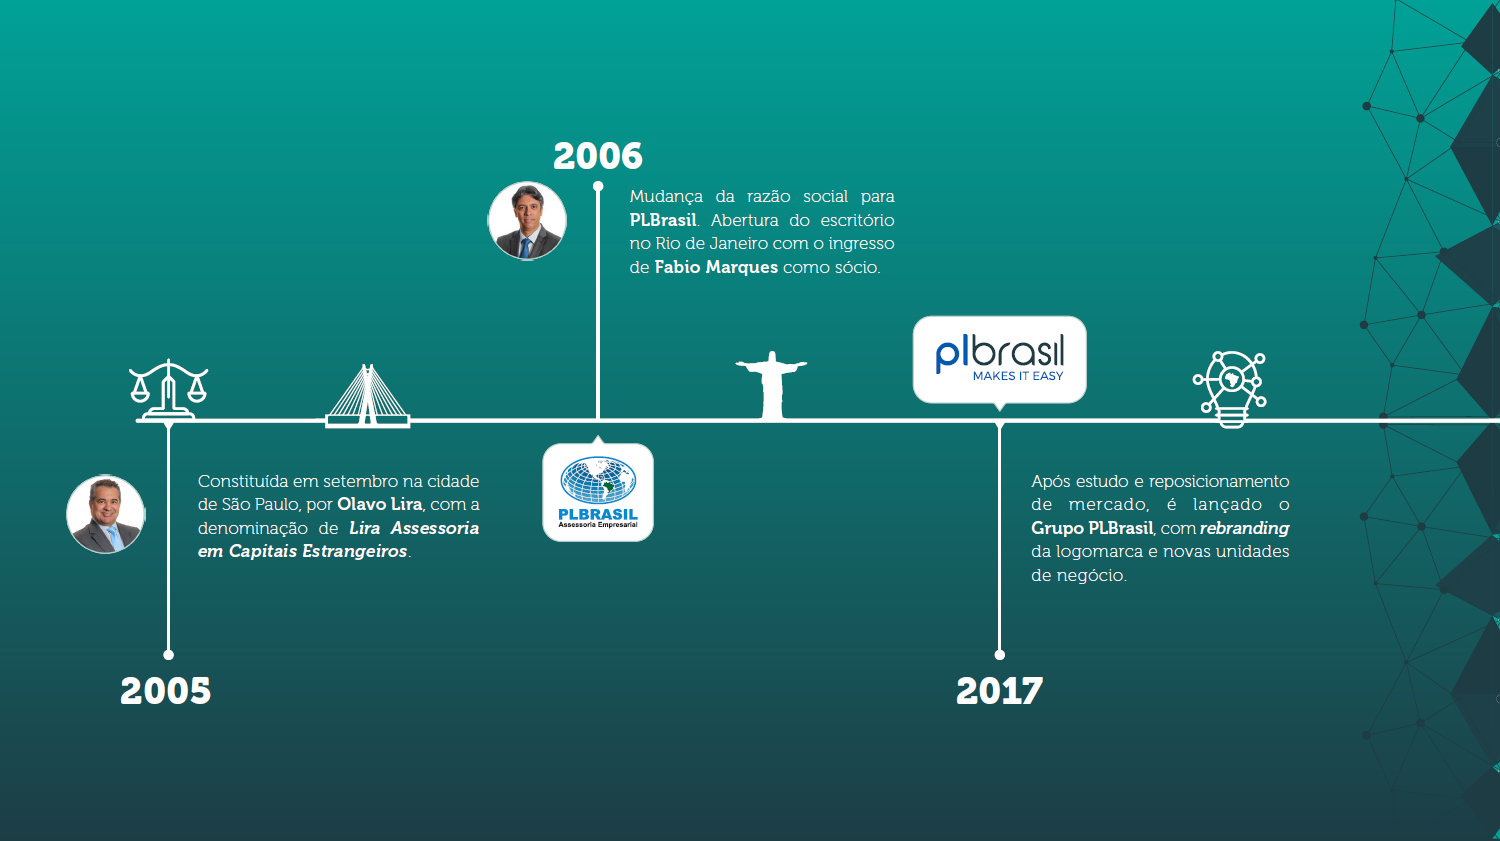 2006
Mudança da razão social para
PLBrasil. Abertura do escritório
no Rio de Janeiro com o ingresso
de Fabio Marques como sócio.
plbrasil
MAKES IT EASY
Constituída em setembro na cidade
de São Paulo, por Olavo Lira, com a
denominação de Lira Assessoria
em Capitais Estrangeiros.
2005
PLBRASIL
Assessoria Empresarial
Após estudo e reposicionamento
de mercado, é lançado o
Grupo PLBrasil, com rebranding
da logomarca e novas unidades
de negócio.
2017